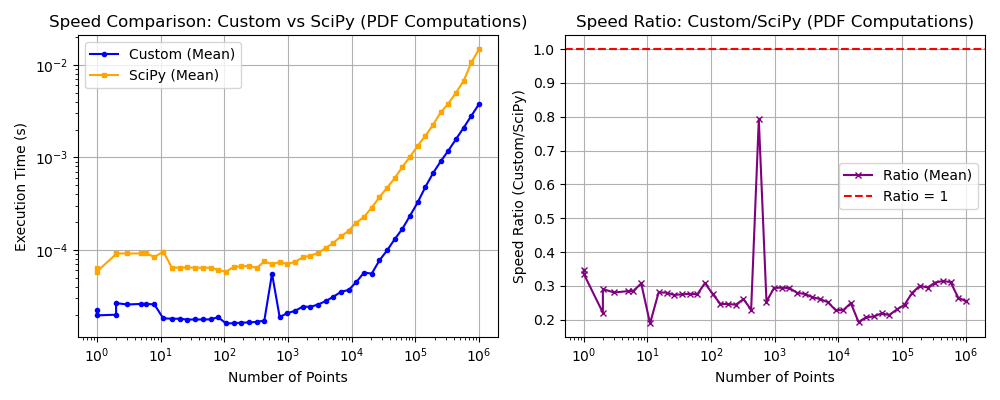 Speed Comparison: Custom vs SciPy (PDF Computations)
Custom (Mean)
SciPy (Mean)
Execution Time (s)
10⁻²
10⁻³
10⁻⁴
10⁰ 10¹ 10² 10³ 10⁴ 10⁵ 10⁶
Number of Points
Speed Ratio: Custom/SciPy (PDF Computations)
Speed Ratio (Custom/SciPy)
1.0
0.9
0.8
0.7
0.6
0.5
0.4
0.3
0.2
Ratio (Mean)
Ratio = 1
10⁰ 10¹ 10² 10³ 10⁴ 10⁵ 10⁶
Number of Points